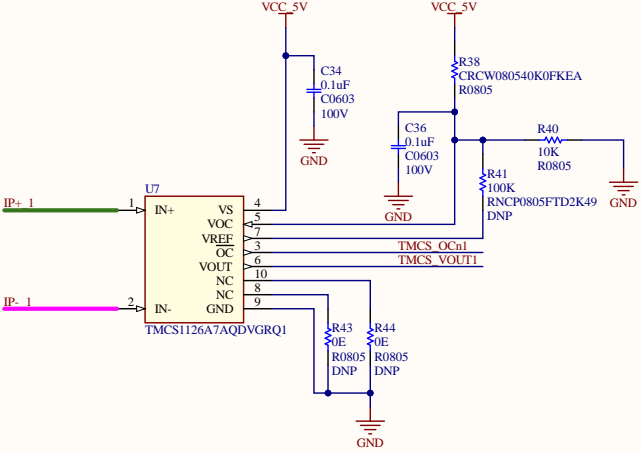 VCC_5V
VCC_5V
C34
0.1uF
C0603
100V
GND
R38
CRCW080540K0FKEA
R0805
C36
0.1uF
C0603
100V
GND
R40
10K
R0805
GND
R41
100K
RNCP0805FTD2K49
DNP
U7
IP+_1
1
IN+
VS
4
VOC
5
VREF
7
OC
3
TMCS_OCn1
VOUT
6
TMCS_VOUT1
NC
10
NC
8
IP-_1
2
IN-
GND
9
TMCS1126A7AQDVGRQ1
R43
0E
R0805
DNP
R44
0E
R0805
DNP
GND